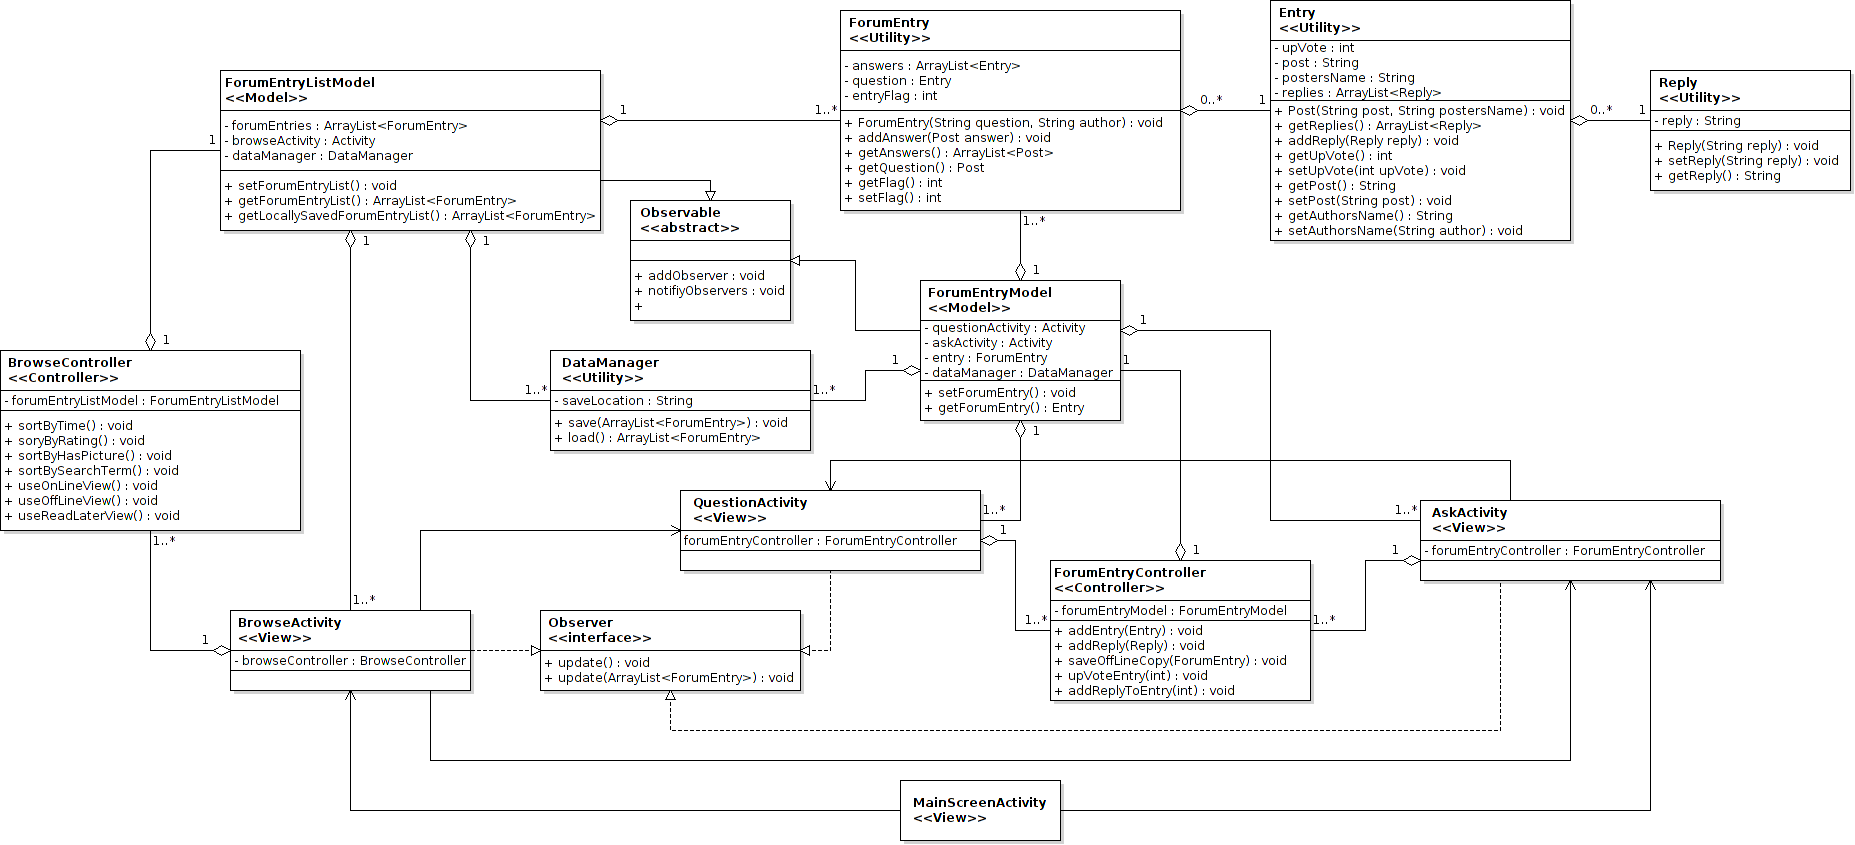 ForumEntry
<<Utility>>
- answers : ArrayList<Entry>
- question : Entry
- entryFlag : int
+ ForumEntry(String question, String author) : void
+ addAnswer(Post answer) : void
+ getAnswers() : ArrayList<Post>
+ getQuestion() : Post
+ getFlag() : int
+ setFlag() : int
Entry
<<Utility>>
- upVote : int
- post : String
- postersName : String
- replies : ArrayList<Reply>
+ Post(String post, String postersName) : void
+ getReplies() : ArrayList<Reply>
+ addReply(Reply reply) : void
+ getUpVote() : int
+ setUpVote(int upVote) : void
+ getPost() : String
+ setPost(String post) : void
+ getAuthorsName() : String
+ setAuthorsName(String author) : void
Reply
<<Utility>>
- reply : String
+ Reply(String reply) : void
+ setReply(String reply) : void
+ getReply() : String
ForumEntryListModel
<<Model>>
- forumEntries : ArrayList<ForumEntry>
- browseActivity : Activity
- dataManager : DataManager
+ setForumEntryList() : void
+ getForumEntryList() : ArrayList<ForumEntry>
+ getLocallySavedForumEntryList() : ArrayList<ForumEntry>
1
1..*
0..*
1
0..*
1
1
1
1
1..*
1
Observable
<<abstract>>
+ addObserver : void
+ notifiyObservers : void
+
ForumEntryModel
<<Model>>
- questionActivity : Activity
- askActivity : Activity
- entry : ForumEntry
- dataManager : DataManager
+ setForumEntry() : void
+ getForumEntry() : Entry
1
1
1
1
1
BrowseController
<<Controller>>
- forumEntryListModel : ForumEntryListModel
+ sortByTime() : void
+ soryByRating() : void
+ sortByHasPicture() : void
+ sortBySearchTerm() : void
+ useOnLineView() : void
+ useOffLineView() : void
+ useReadLaterView() : void
DataManager
<<Utility>>
- saveLocation : String
+ save(ArrayList<ForumEntry>) : void
+ load() : ArrayList<ForumEntry>
1..*
1..*
QuestionActivity
<<View>>
forumEntryController : ForumEntryController
1..*
1
1..*
AskActivity
<<View>>
- forumEntryController : ForumEntryController
1..*
1
1
ForumEntryController
<<Controller>>
- forumEntryModel : ForumEntryModel
+ addEntry(Entry) : void
+ addReply(Reply) : void
+ saveOffLineCopy(ForumEntry) : void
+ upVoteEntry(int) : void
+ addReplyToEntry(int) : void
1..*
1..*
1..*
1
BrowseActivity
<<View>>
- browseController : BrowseController
Observer
<<interface>>
+ update() : void
+ update(ArrayList<ForumEntry>) : void
MainScreenActivity
<<View>>